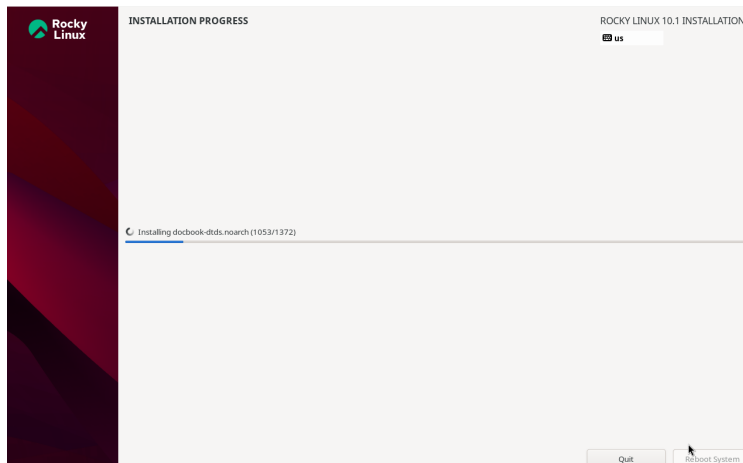 Rocky
Linux
INSTALLATION PROGRESS
ROCKY LINUX 10.1 INSTALLATION
us
Installing docbook-dtds.noarch (1053/1372)
Quit
Reboot System